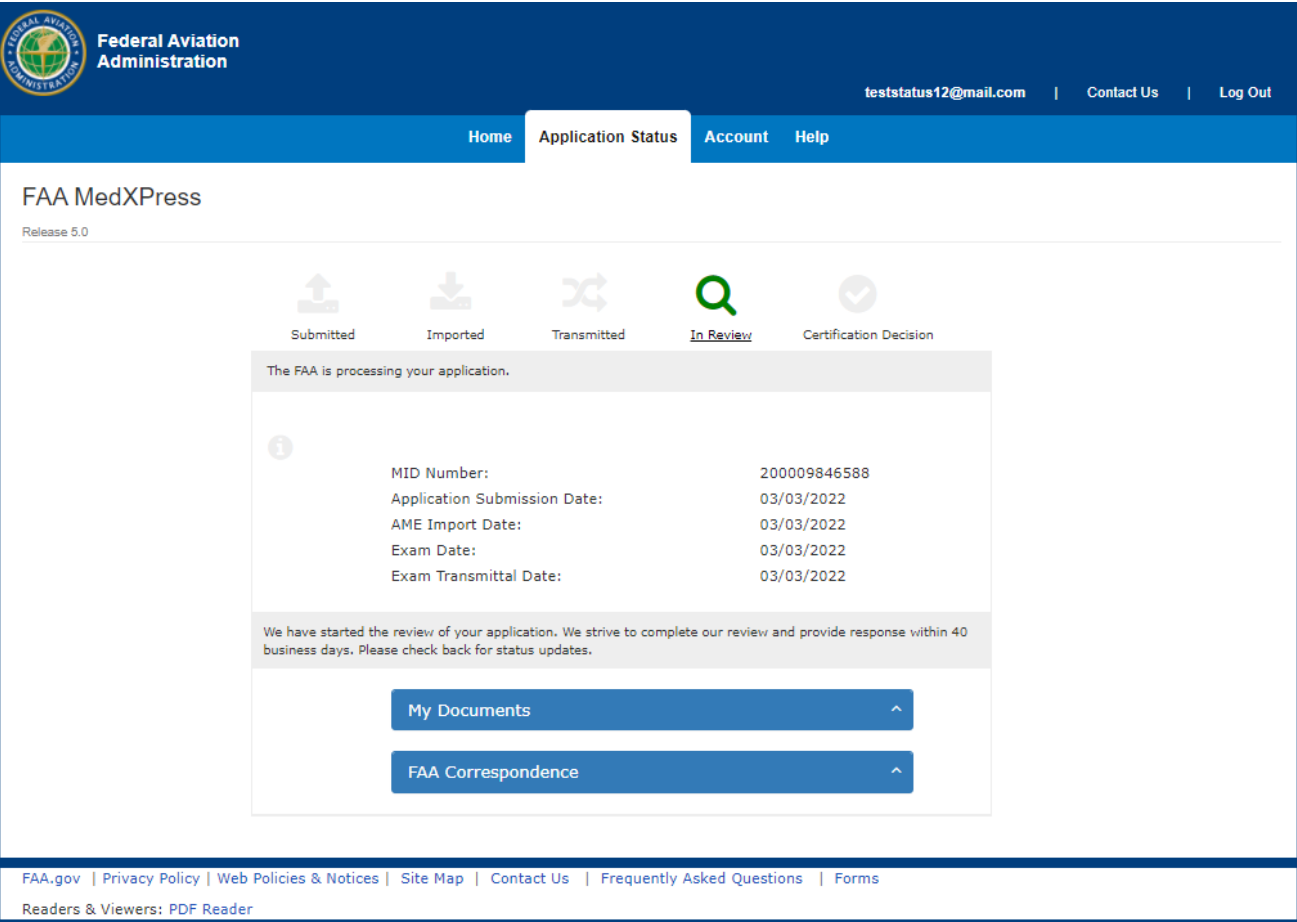 Federal Aviation
Administration
teststatus12@mail.com | Contact Us | Log Out
Home Application Status Account Help
FAA MedXPress
Release 5.0
Submitted Imported Transmitted In Review Certification Decision
The FAA is processing your application.
MID Number: 200009846588
Application Submission Date: 03/03/2022
AME Import Date: 03/03/2022
Exam Date: 03/03/2022
Exam Transmittal Date: 03/03/2022
We have started the review of your application. We strive to complete our review and provide response within 40
business days. Please check back for status updates.
My Documents
FAA Correspondence
FAA.gov | Privacy Policy | Web Policies & Notices | Site Map | Contact Us | Frequently Asked Questions | Forms
Readers & Viewers: PDF Reader